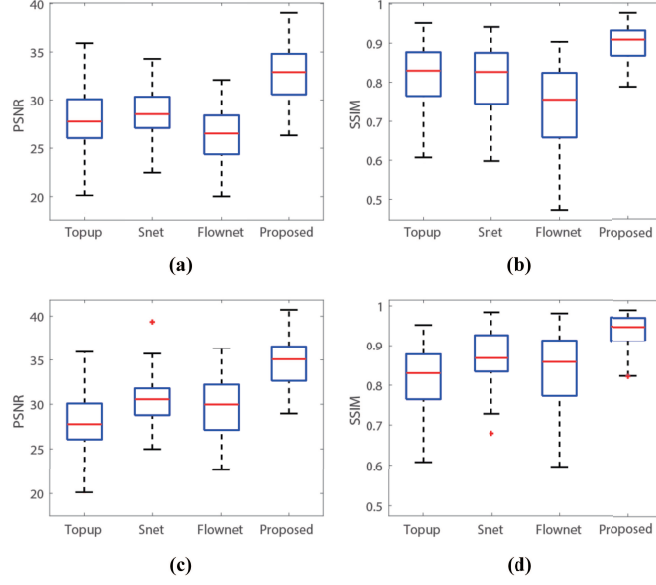 40
35
30
25
20
PSNR
Topup Snet Flownet Proposed
(a)
1
0.9
0.8
0.7
0.6
0.5
SSIM
Topup Sret Flownet Proposed
(b)
40
35
30
25
20
PSNR
Topup Snet Flownet Proposed
(c)
1
0.9
0.8
0.7
0.6
0.5
SSIM
Topup Snet Flownet Proposed
(d)